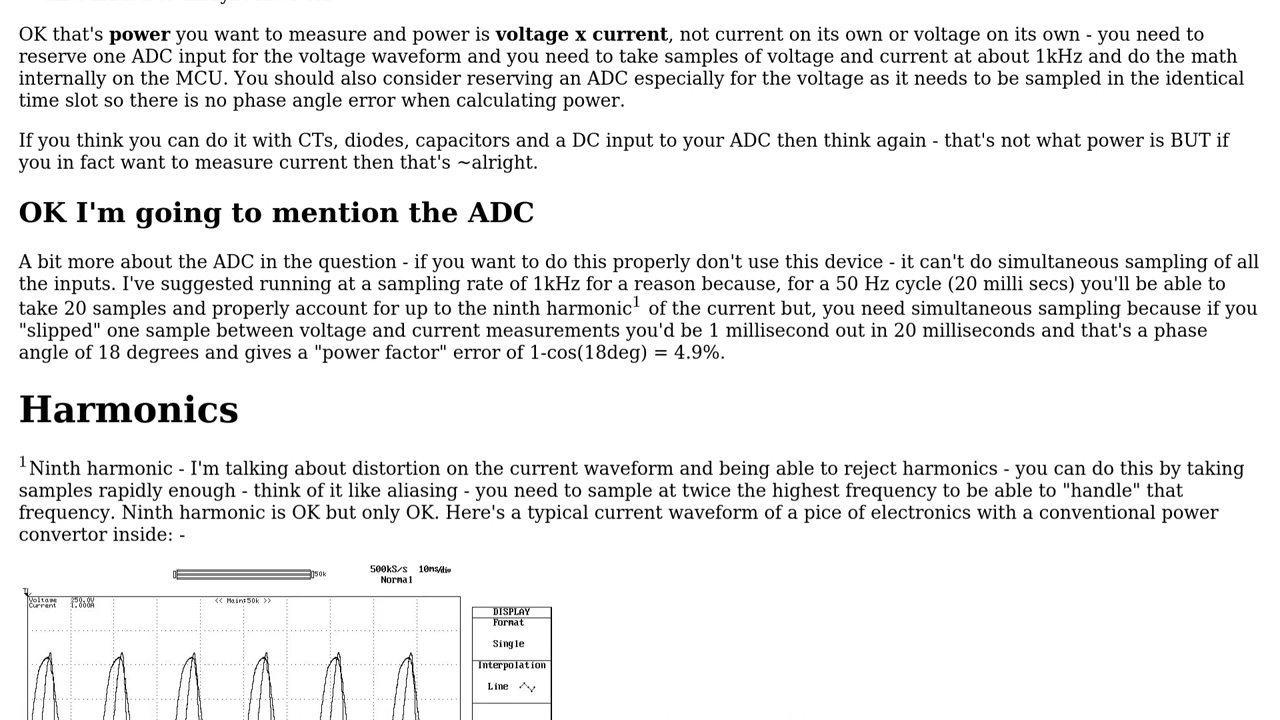 OK that's power you want to measure and power is voltage x current, not current on its own or voltage on its own - you need to
reserve one ADC input for the voltage waveform and you need to take samples of voltage and current at about 1kHz and do the math
internally on the MCU. You should also consider reserving an ADC especially for the voltage as it needs to be sampled in the identical
time slot so there is no phase angle error when calculating power.
If you think you can do it with CTs, diodes, capacitors and a DC input to your ADC then think again - that's not what power is BUT if
you in fact want to measure current then that's ~alright.
OK I'm going to mention the ADC
A bit more about the ADC in the question - if you want to do this properly don't use this device - it can't do simultaneous sampling of all
the inputs. I've suggested running at a sampling rate of 1kHz for a reason because, for a 50 Hz cycle (20 milli secs) you'll be able to
take 20 samples and properly account for up to the ninth harmonic1 of the current but, you need simultaneous sampling because if you
"slipped" one sample between voltage and current measurements you'd be 1 millisecond out in 20 milliseconds and that's a phase
angle of 18 degrees and gives a "power factor" error of 1-cos(18deg) = 4.9%.
Harmonics
1Ninth harmonic - I'm talking about distortion on the current waveform and being able to reject harmonics - you can do this by taking
samples rapidly enough - think of it like aliasing - you need to sample at twice the highest frequency to be able to "handle" that
frequency. Ninth harmonic is OK but only OK. Here's a typical current waveform of a pice of electronics with a conventional power
convertor inside: -
50k
500kS/s 10ms/div
Normal
Voltage 250.0V
Current 1.000A
<< Main:50k >>
DISPLAY
Format
Single
Interpolation
Line